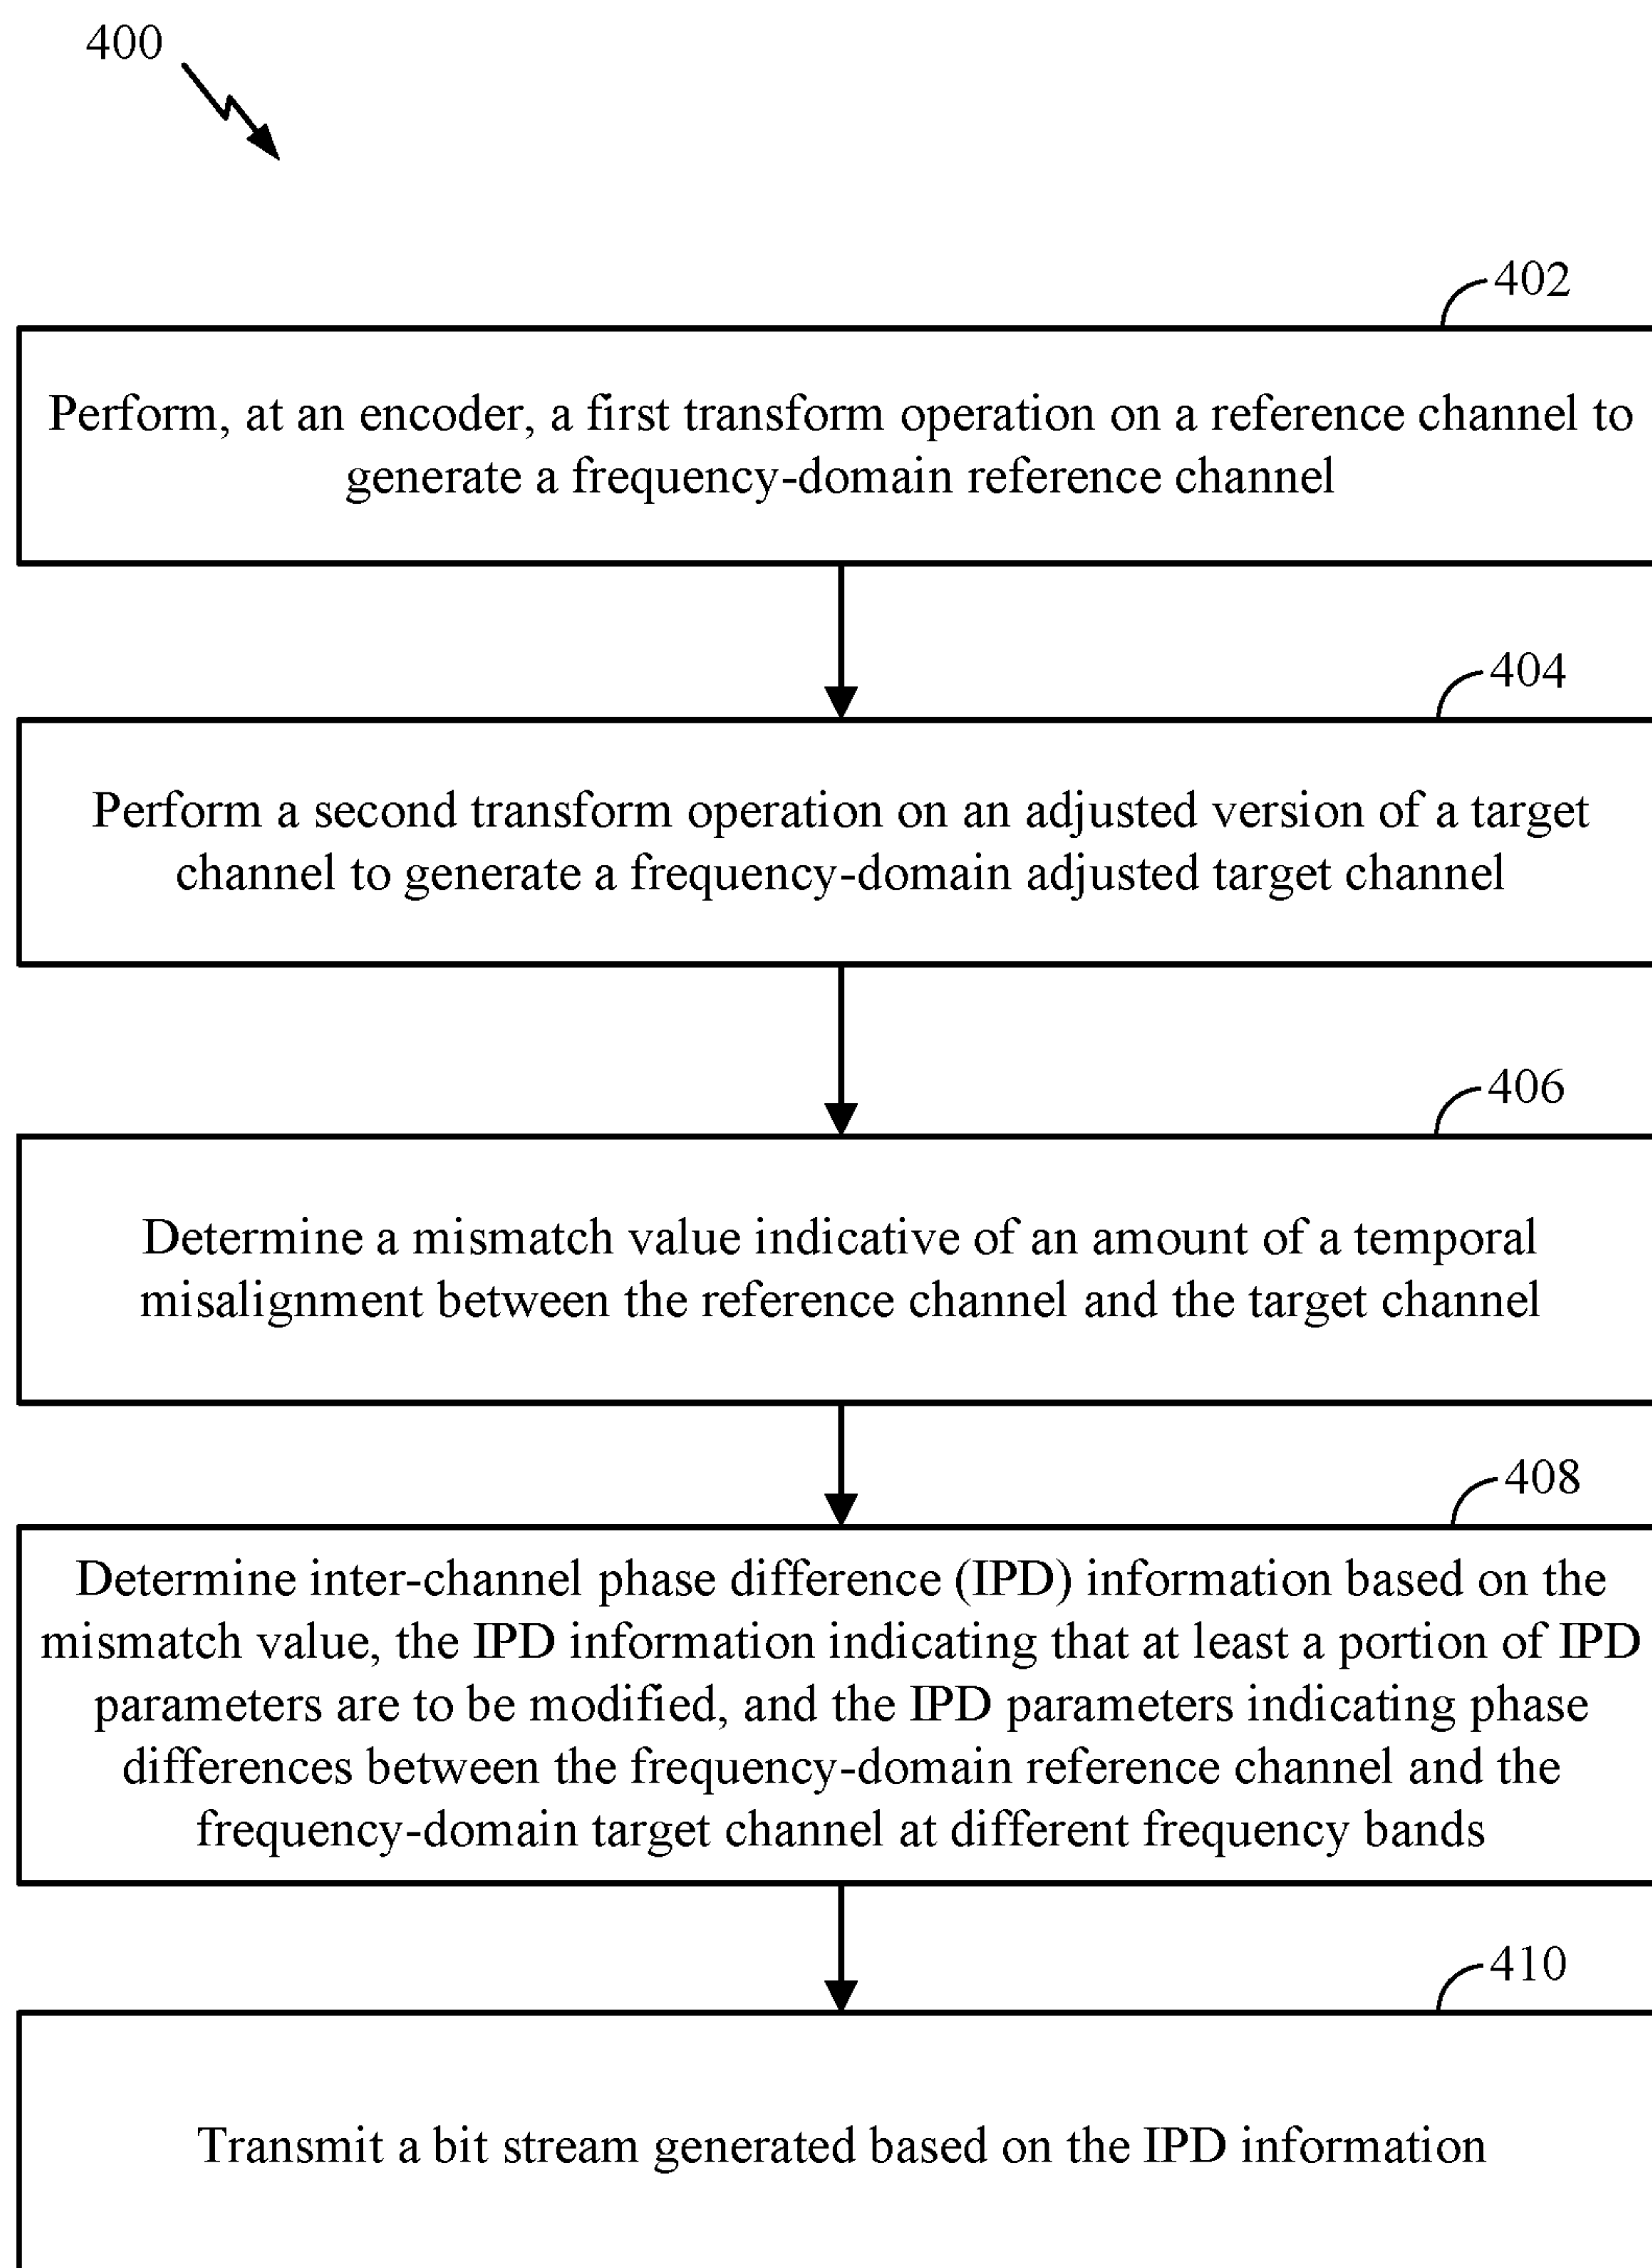 400
402
Perform, at an encoder, a first transform operation on a reference channel to
generate a frequency-domain reference channel
404
Perform a second transform operation on an adjusted version of a target
channel to generate a frequency-domain adjusted target channel
406
Determine a mismatch value indicative of an amount of a temporal
misalignment between the reference channel and the target channel
408
Determine inter-channel phase difference (IPD) information based on the
mismatch value, the IPD information indicating that at least a portion of IPD
parameters are to be modified, and the IPD parameters indicating phase
differences between the frequency-domain reference channel and the
frequency-domain target channel at different frequency bands
410
Transmit a bit stream generated based on the IPD information